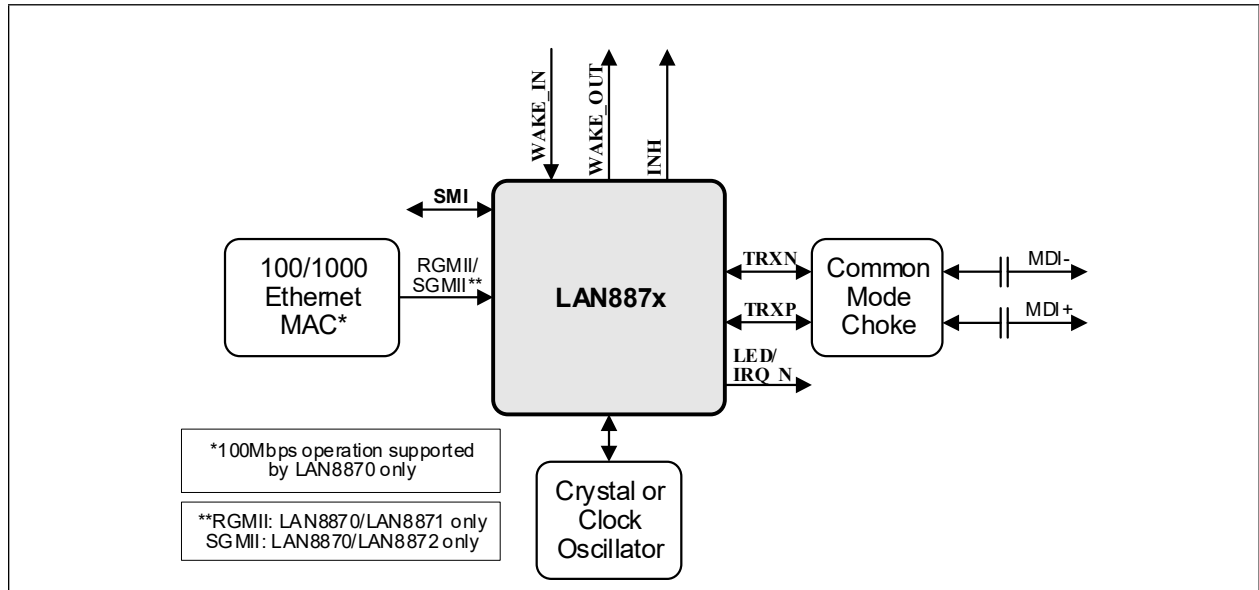 WAKE_IN
WAKE_OUT
INH
SMI
100/1000
Ethernet
MAC*
RGMII/
SGMII**
LAN887x
TRXN
TRXP
LED/
IRQ_N
Common
Mode
Choke
MDI-
MDI+
*100Mbps operation supported
by LAN8870 only
**RGMII: LAN8870/LAN8871 only
SGMII: LAN8870/LAN8872 only
Crystal or
Clock
Oscillator